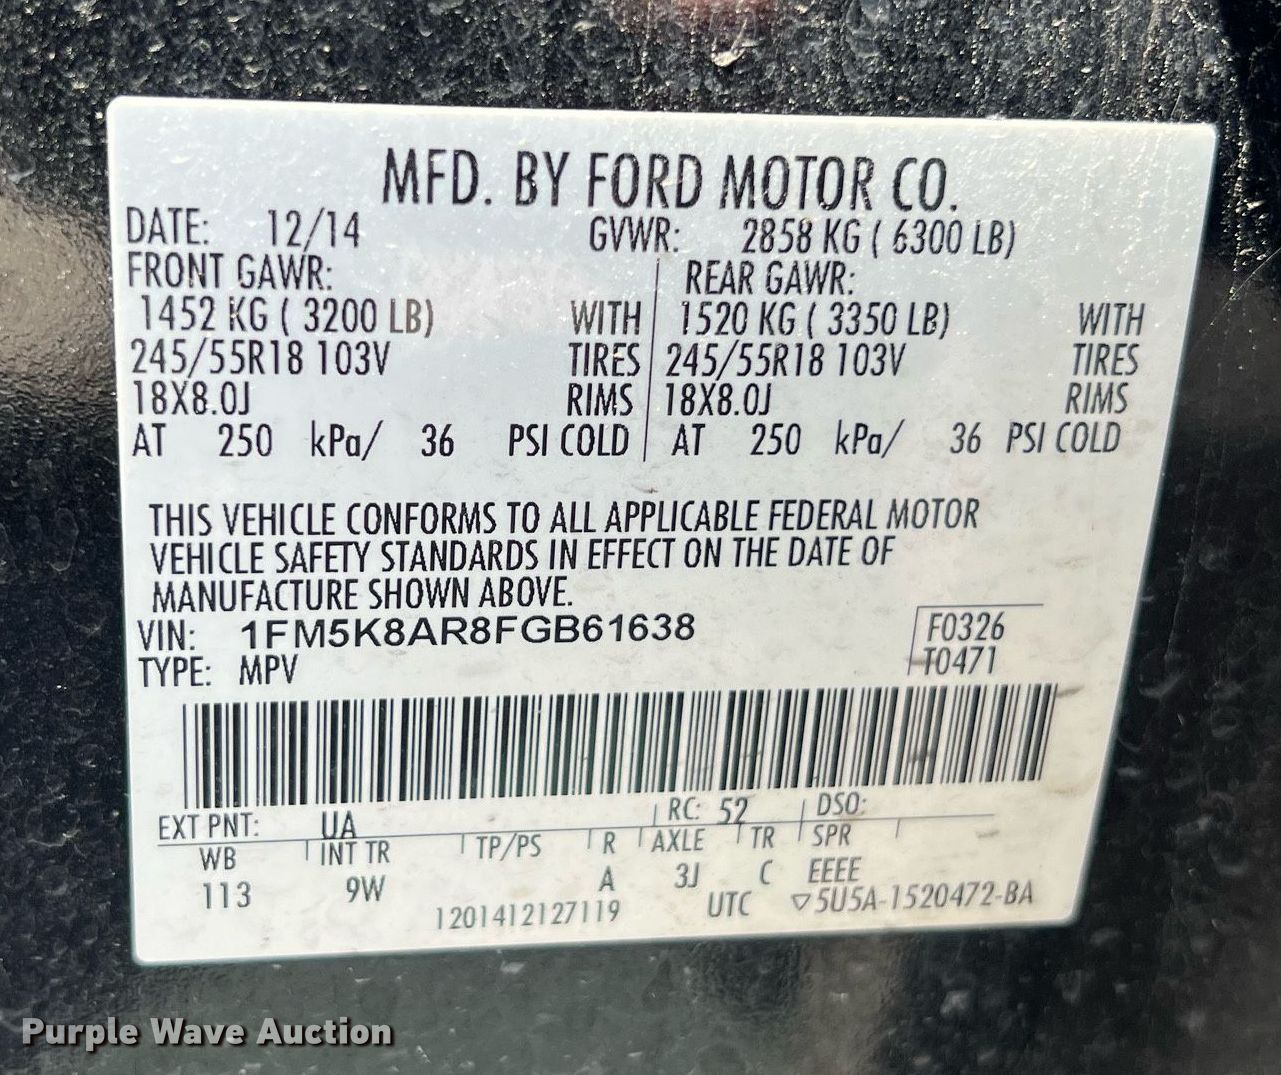 MFD. BY FORD MOTOR CO.
DATE: 12/14 GVWR: 2858 KG ( 6300 LB)
FRONT GAWR: REAR GAWR:
1452 KG ( 3200 LB) WITH 1520 KG ( 3350 LB) WITH
245/55R18 103V TIRES 245/55R18 103V TIRES
18X8.0J RIMS 18X8.0J RIMS
AT 250 kPa/ 36 PSI COLD AT 250 kPa/ 36 PSI COLD
THIS VEHICLE CONFORMS TO ALL APPLICABLE FEDERAL MOTOR
VEHICLE SAFETY STANDARDS IN EFFECT ON THE DATE OF
MANUFACTURE SHOWN ABOVE.
VIN: 1FM5K8AR8FGB61638 F0326
TYPE: MPV T0471
EXT PNT: UA RC: 52 DSO:
WB INT TR TP/PS R AXLE TR SPR
113 9W A 3J C EEEE
1201412127119 UTC ▽5U5A-1520472-BA
Purple Wave Auction